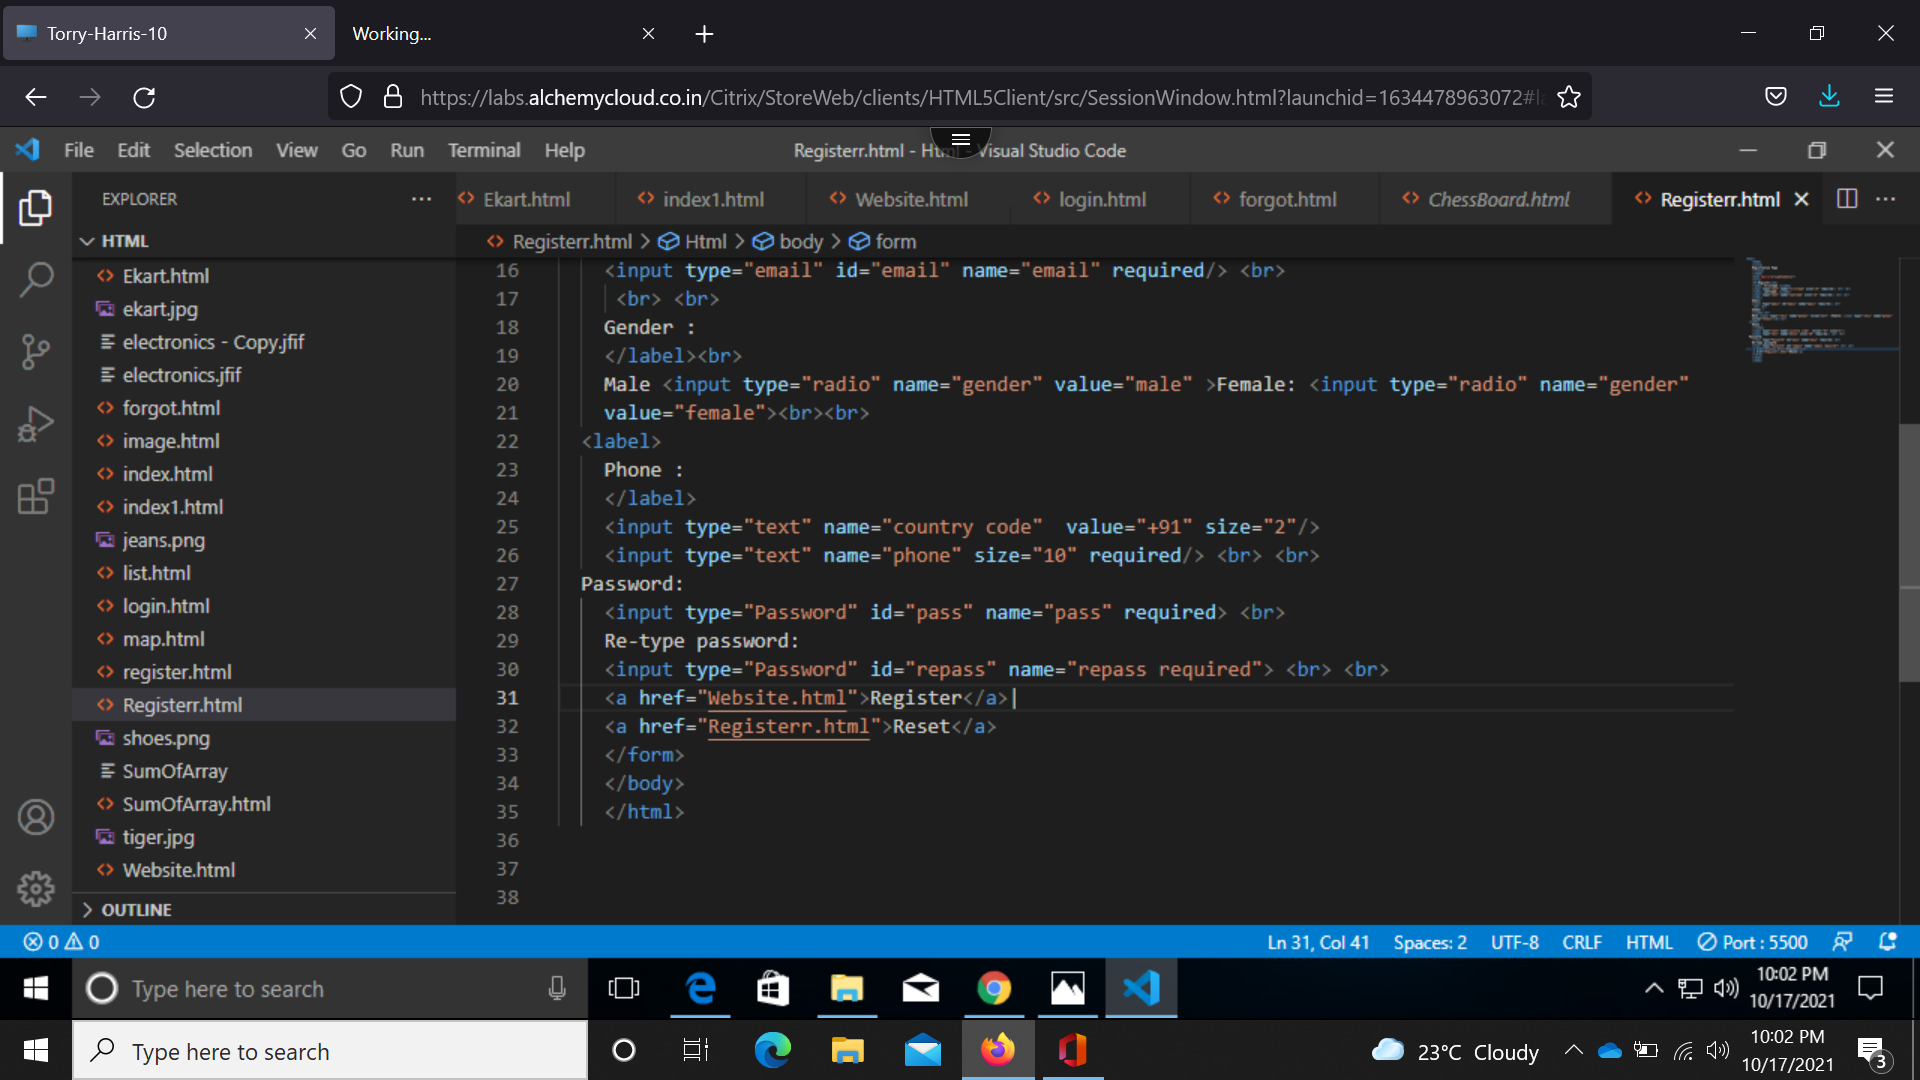 Torry-Harris-10
Working...
https://labs.alchemycloud.co.in/Citrix/StoreWeb/clients/HTML5Client/src/SessionWindow.html?launchid=1634478963072#l
File Edit Selection View Go Run Terminal Help
Registerr.html - Html - Visual Studio Code
EXPLORER
Ekart.html
index1.html
Website.html
login.html
forgot.html
ChessBoard.html
Registerr.html
HTML
Registerr.html > Html > body > form
Ekart.html
ekart.jpg
electronics - Copy.jfif
electronics.jfif
forgot.html
image.html
index.html
index1.html
jeans.png
list.html
login.html
map.html
register.html
Registerr.html
shoes.png
SumOfArray
SumOfArray.html
tiger.jpg
Website.html
OUTLINE
16 <input type="email" id="email" name="email" required/> <br>
17 <br> <br>
18 Gender :
19 </label><br>
20 Male <input type="radio" name="gender" value="male" >Female: <input type="radio" name="gender"
21 value="female"><br><br>
22 <label>
23 Phone :
24 </label>
25 <input type="text" name="country code"  value="+91" size="2"/>
26 <input type="text" name="phone" size="10" required/> <br> <br>
27 Password:
28 <input type="Password" id="pass" name="pass" required> <br>
29 Re-type password:
30 <input type="Password" id="repass" name="repass required"> <br> <br>
31 <a href="Website.html">Register</a>
32 <a href="Registerr.html">Reset</a>
33 </form>
34 </body>
35 </html>
36
37
38
0 0
Ln 31, Col 41 Spaces: 2 UTF-8 CRLF HTML Port : 5500
Type here to search
10:02 PM
10/17/2021
Type here to search
23°C Cloudy
10:02 PM
10/17/2021
3